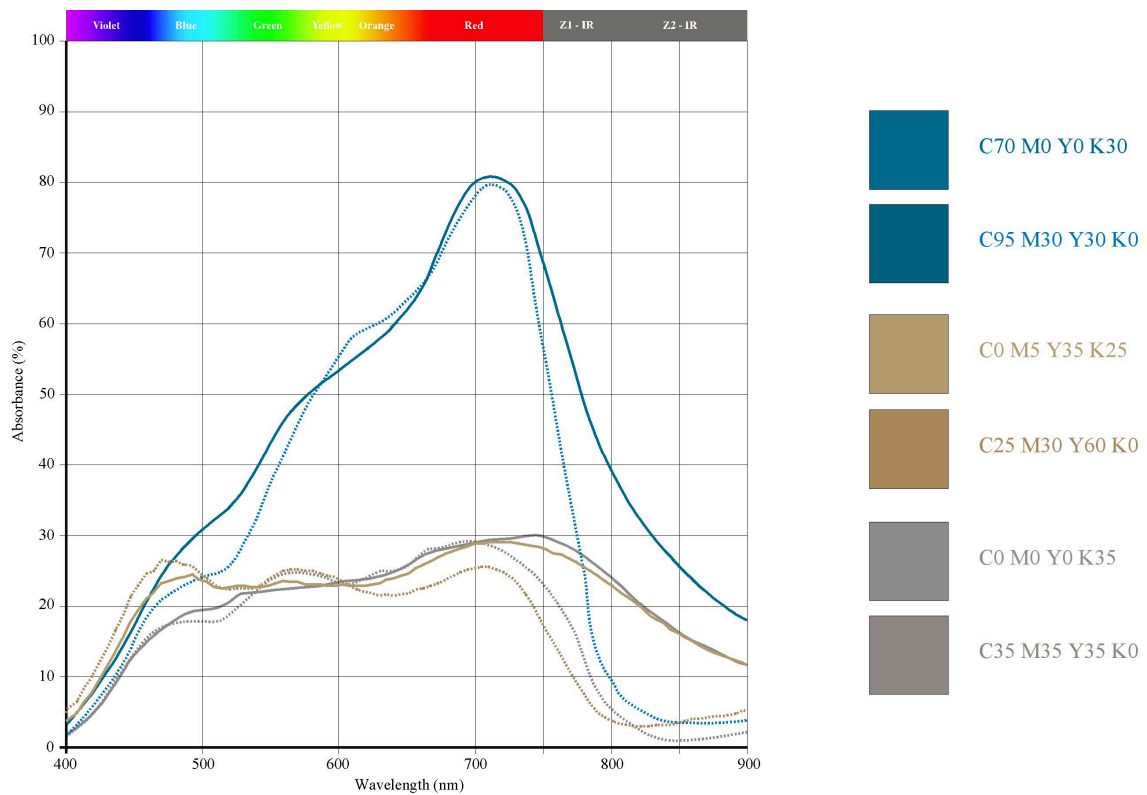 Violet Blue Green Yellow Orange Red Z1 - IR Z2 - IR
100
90
80
70
60
50
40
30
20
10
0
Absorbance (%)
400 500 600 700 800 900
Wavelength (nm)
C70 M0 Y0 K30
C95 M30 Y30 K0
C0 M5 Y35 K25
C25 M30 Y60 K0
C0 M0 Y0 K35
C35 M35 Y35 K0